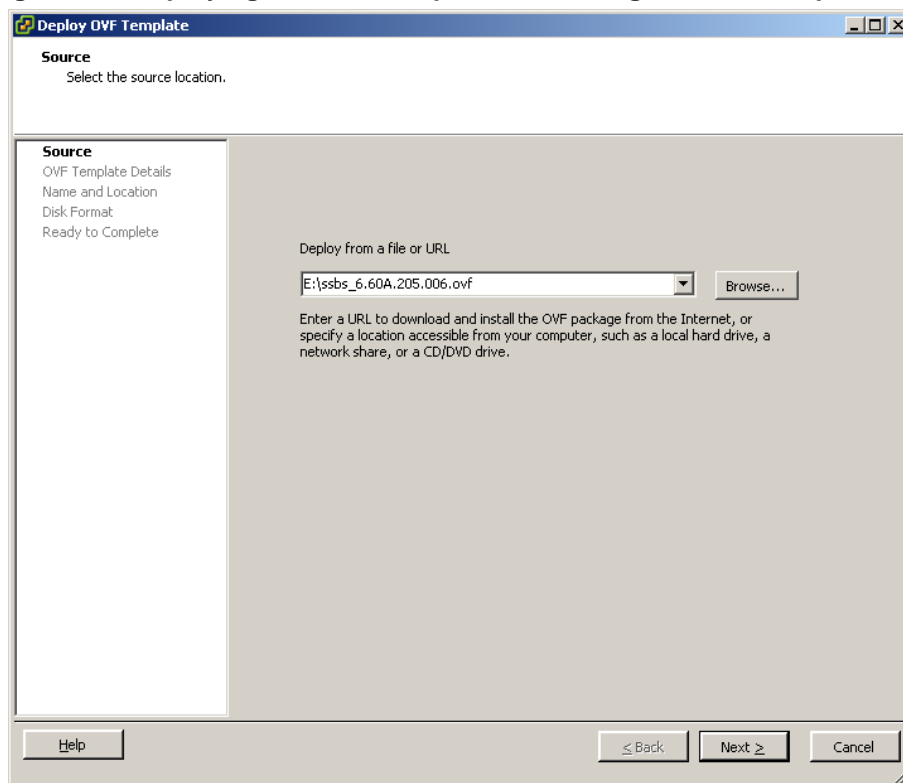 Deploy OVF Template
Source
Select the source location.
Source
OVF Template Details
Name and Location
Disk Format
Ready to Complete
Deploy from a file or URL
E:\ssbs_6.60A.205.006.ovf
Browse...
Enter a URL to download and install the OVF package from the Internet, or
specify a location accessible from your computer, such as a local hard drive, a
network share, or a CD/DVD drive.
Help
≤ Back
Next ≥
Cancel